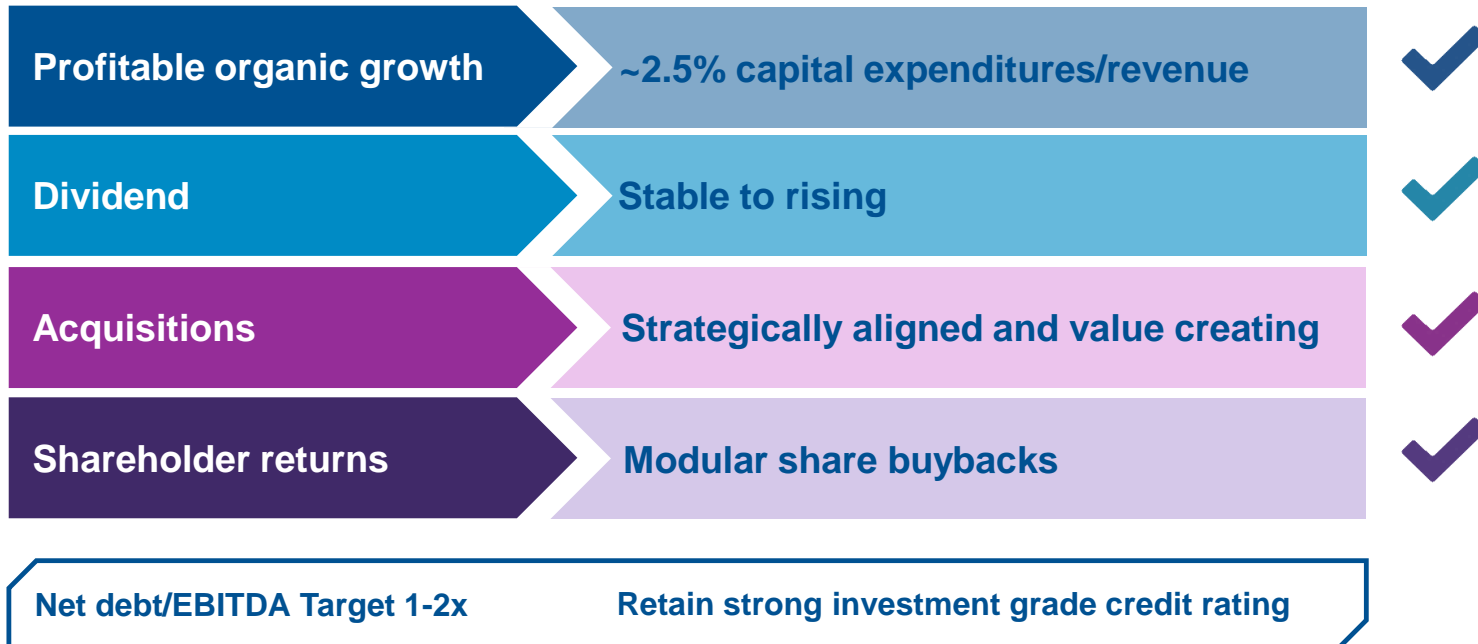 Profitable organic growth
~2.5% capital expenditures/revenue
Dividend
Stable to rising
Acquisitions
Strategically aligned and value creating
Shareholder returns
Modular share buybacks
Net debt/EBITDA Target 1-2x
Retain strong investment grade credit rating